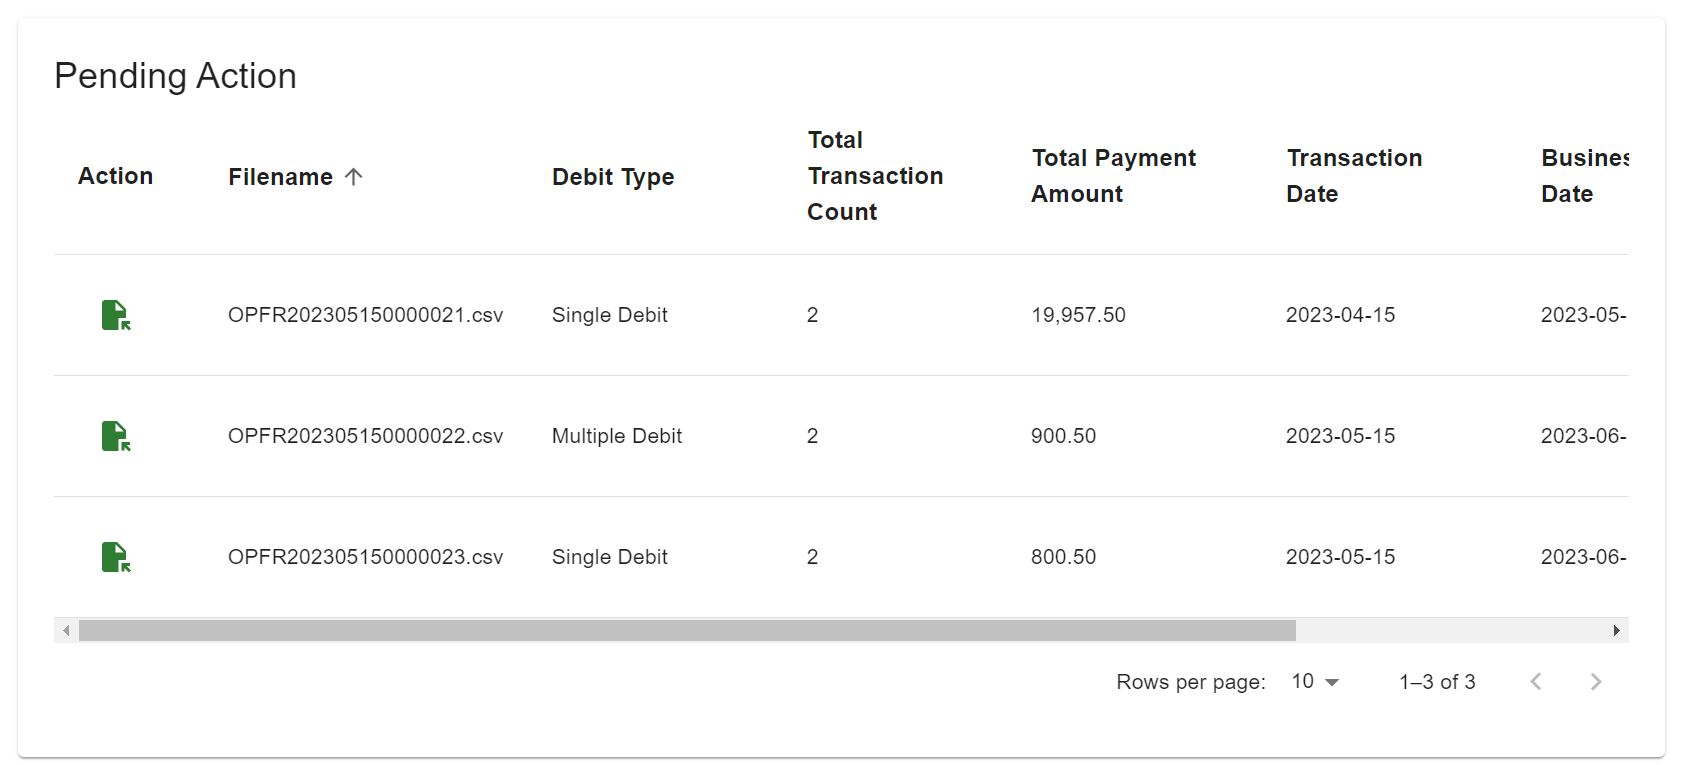 Pending Action
Action Filename Debit Type Total Transaction Count Total Payment Amount Transaction Date Busines Date
OPFR202305150000021.csv Single Debit 2 19,957.50 2023-04-15 2023-05-
OPFR202305150000022.csv Multiple Debit 2 900.50 2023-05-15 2023-06-
OPFR202305150000023.csv Single Debit 2 800.50 2023-05-15 2023-06-
Rows per page: 10 1–3 of 3